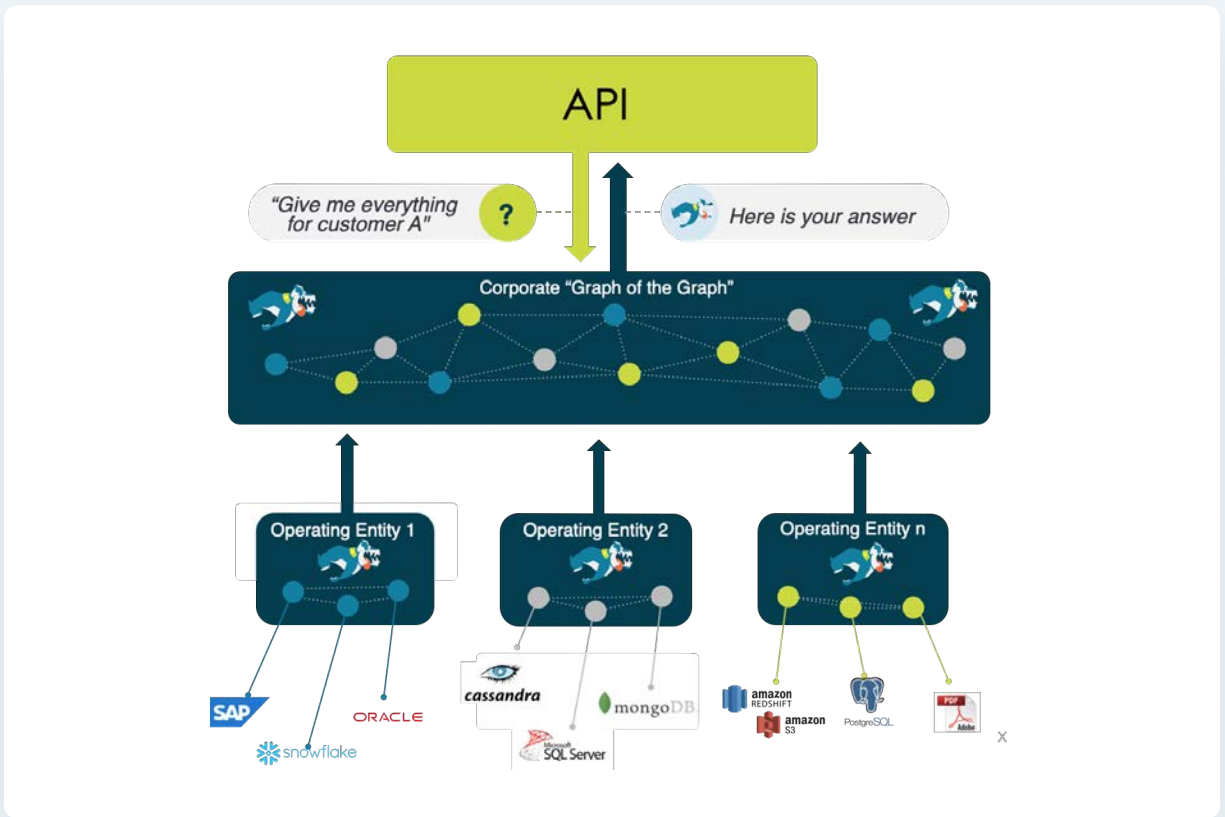 API
“Give me everything
for customer A"
?
Here is your answer
Corporate “Graph of the Graph”
Operating Entity 1
Operating Entity 2
Operating Entity n
SAP
ORACLE
snowflake
cassandra
mongoDB
Microsoft
SQL Server
amazon
REDSHIFT
amazon
S3
PostgreSQL
PDF
Adobe
X